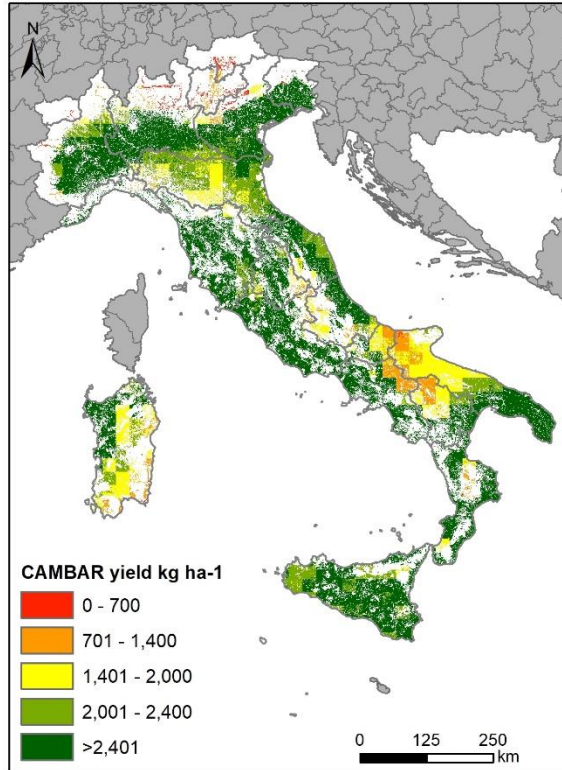 N
CAMBAR yield kg ha-1
0 - 700
701 - 1,400
1,401 - 2,000
2,001 - 2,400
>2,401
0 125 250
km